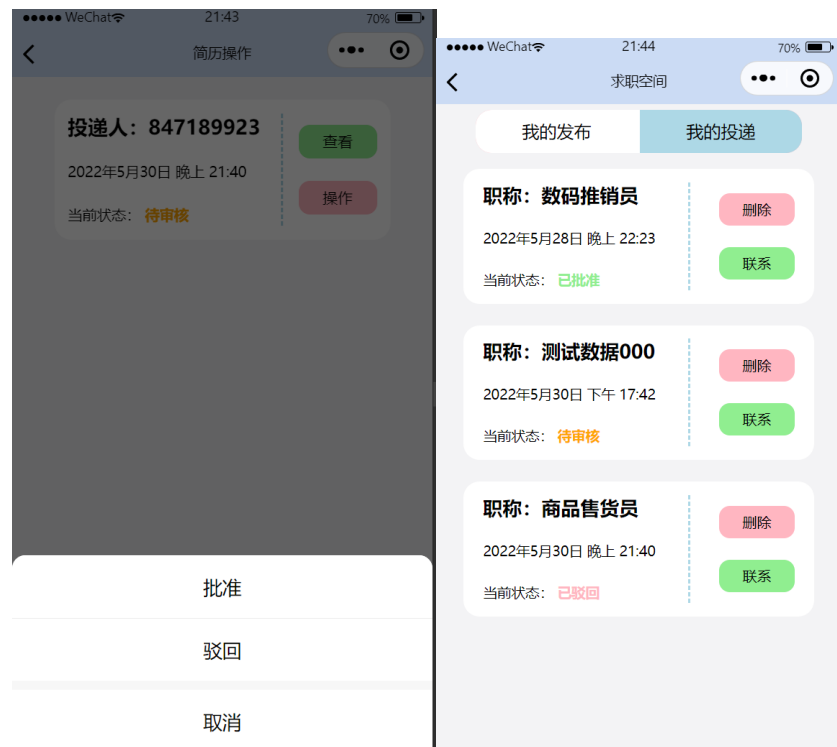 WeChat 21:43 70%
简历操作
投递人：847189923
查看
2022年5月30日 晚上 21:40
操作
当前状态： 待审核
批准
驳回
取消
WeChat 21:44 70%
求职空间
我的发布 我的投递
职称：数码推销员
删除
2022年5月28日 晚上 22:23
联系
当前状态： 已批准
职称：测试数据000
删除
2022年5月30日 下午 17:42
联系
当前状态： 待审核
职称：商品售货员
删除
2022年5月30日 晚上 21:40
联系
当前状态： 已驳回